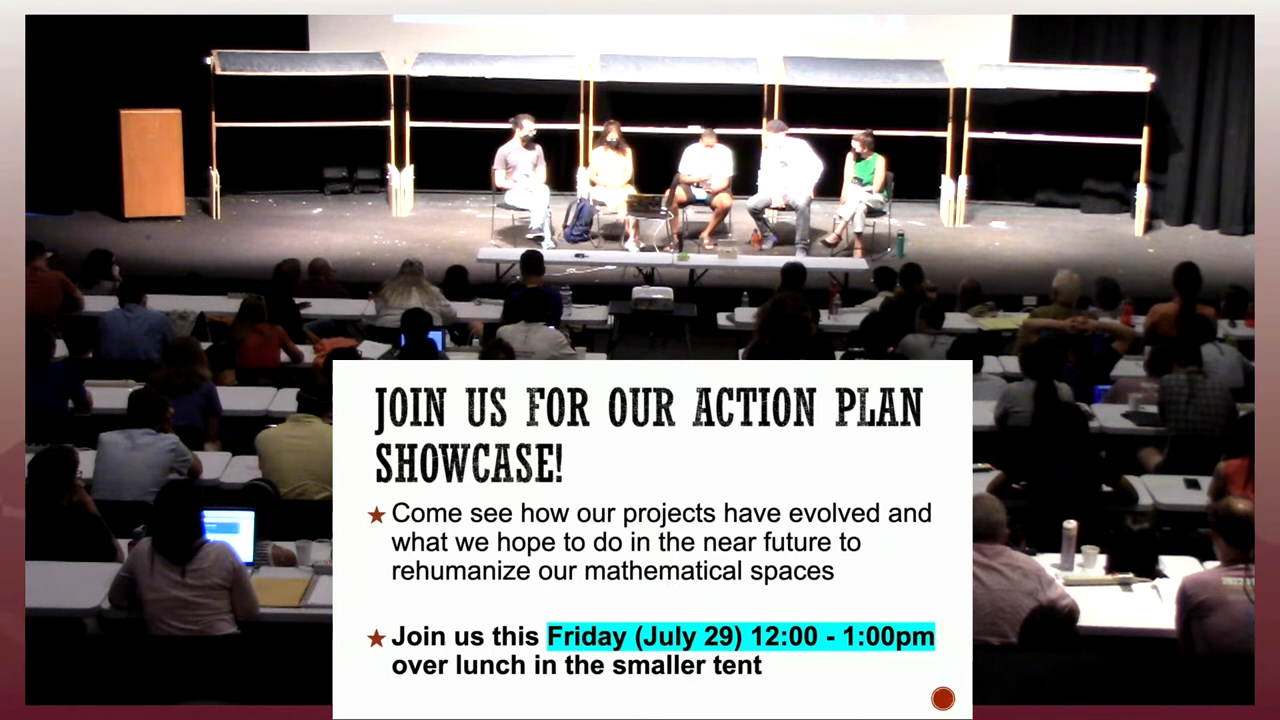 JOIN US FOR OUR ACTION PLAN
SHOWCASE!
Come see how our projects have evolved and
what we hope to do in the near future to
rehumanize our mathematical spaces
Join us this Friday (July 29) 12:00 - 1:00pm
over lunch in the smaller tent